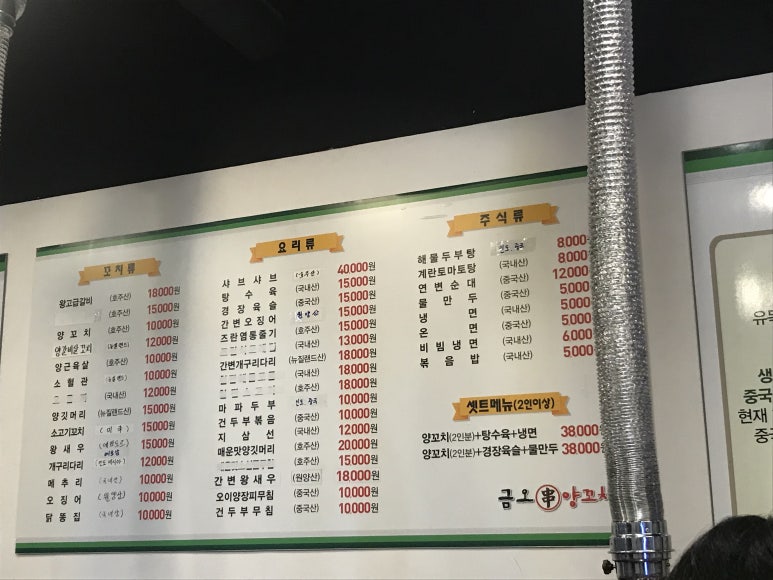 꼬치류
왕고급갈비 (호주산) 18000원
(호주산) 15000원
양꼬치 (호주산) 10000원
양갈비살꼬치 12000원
양근육살 (호주산) 10000원
소혈관 10000원
(국내산) 12000원
양깃머리 (뉴질랜드산) 15000원
소고기꼬치 (미국) 15000원
왕새우 15000원
개구리다리 12000원
메추리 (국내산) 10000원
오징어 (원양산) 10000원
닭똥집 (국내산) 10000원
요리류
샤브샤브 (호주산) 40000원
탕수육 (국내산) 15000원
경장육슬 (중국산) 15000원
간변오징어 원양산 15000원
즈란염통줄기 (호주산) 15000원
(국내산) 13000원
간변개구리다리 (뉴질랜드산) 18000원
(호주산) 18000원
마파두부 10000원
건두부볶음 (중국산) 10000원
지삼선 (국내산) 12000원
매운맛양깃머리 (호주산) 20000원
(호주산) 15000원
간변왕새우 (원양산) 18000원
오이양장피무침 (중국산) 10000원
건두부무침 (중국산) 10000원
주식류
해물두부탕 8000
계란토마토탕 (국내산) 8000
연변순대 (국내산) 12000
물만두 (국내산) 5000
냉면 (중국산) 5000
온면 (중국산) 5000
비빔냉면 (중국산) 6000
볶음밥 (국내산) 5000
셋트메뉴(2인이상)
양꼬치(2인분)+탕수육+냉면 38000
양꼬치(2인분)+경장육슬+물만두 38000
금오串양꼬치
유
생
중국
현재
중